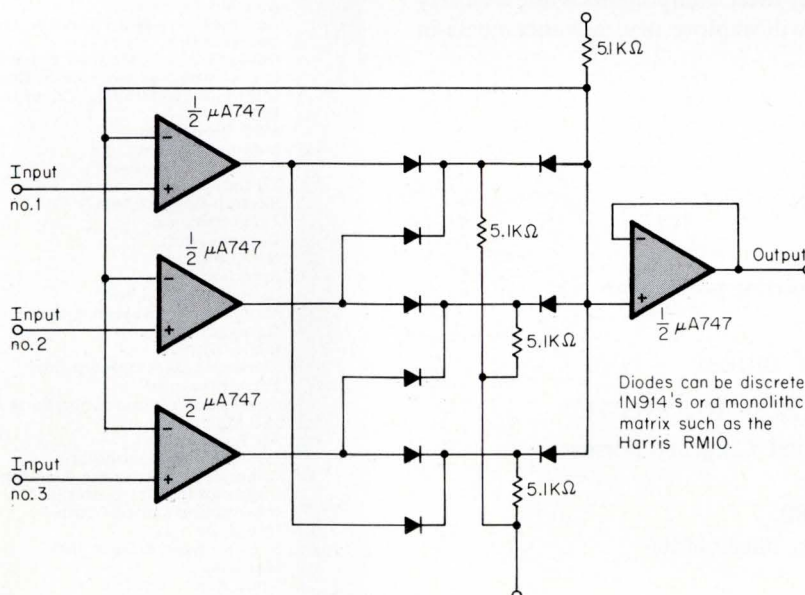 5.1KΩ
1/2 μA747
Input
no.1
−
+
1/2 μA747
5.1KΩ
−
+
Output
1/2 μA747
Input
no.2
−
+
5.1KΩ
Diodes can be discrete
1N914's or a monolithc
matrix such as the
Harris RM10.
2 μA747
Input
no.3
−
+
5.1KΩ